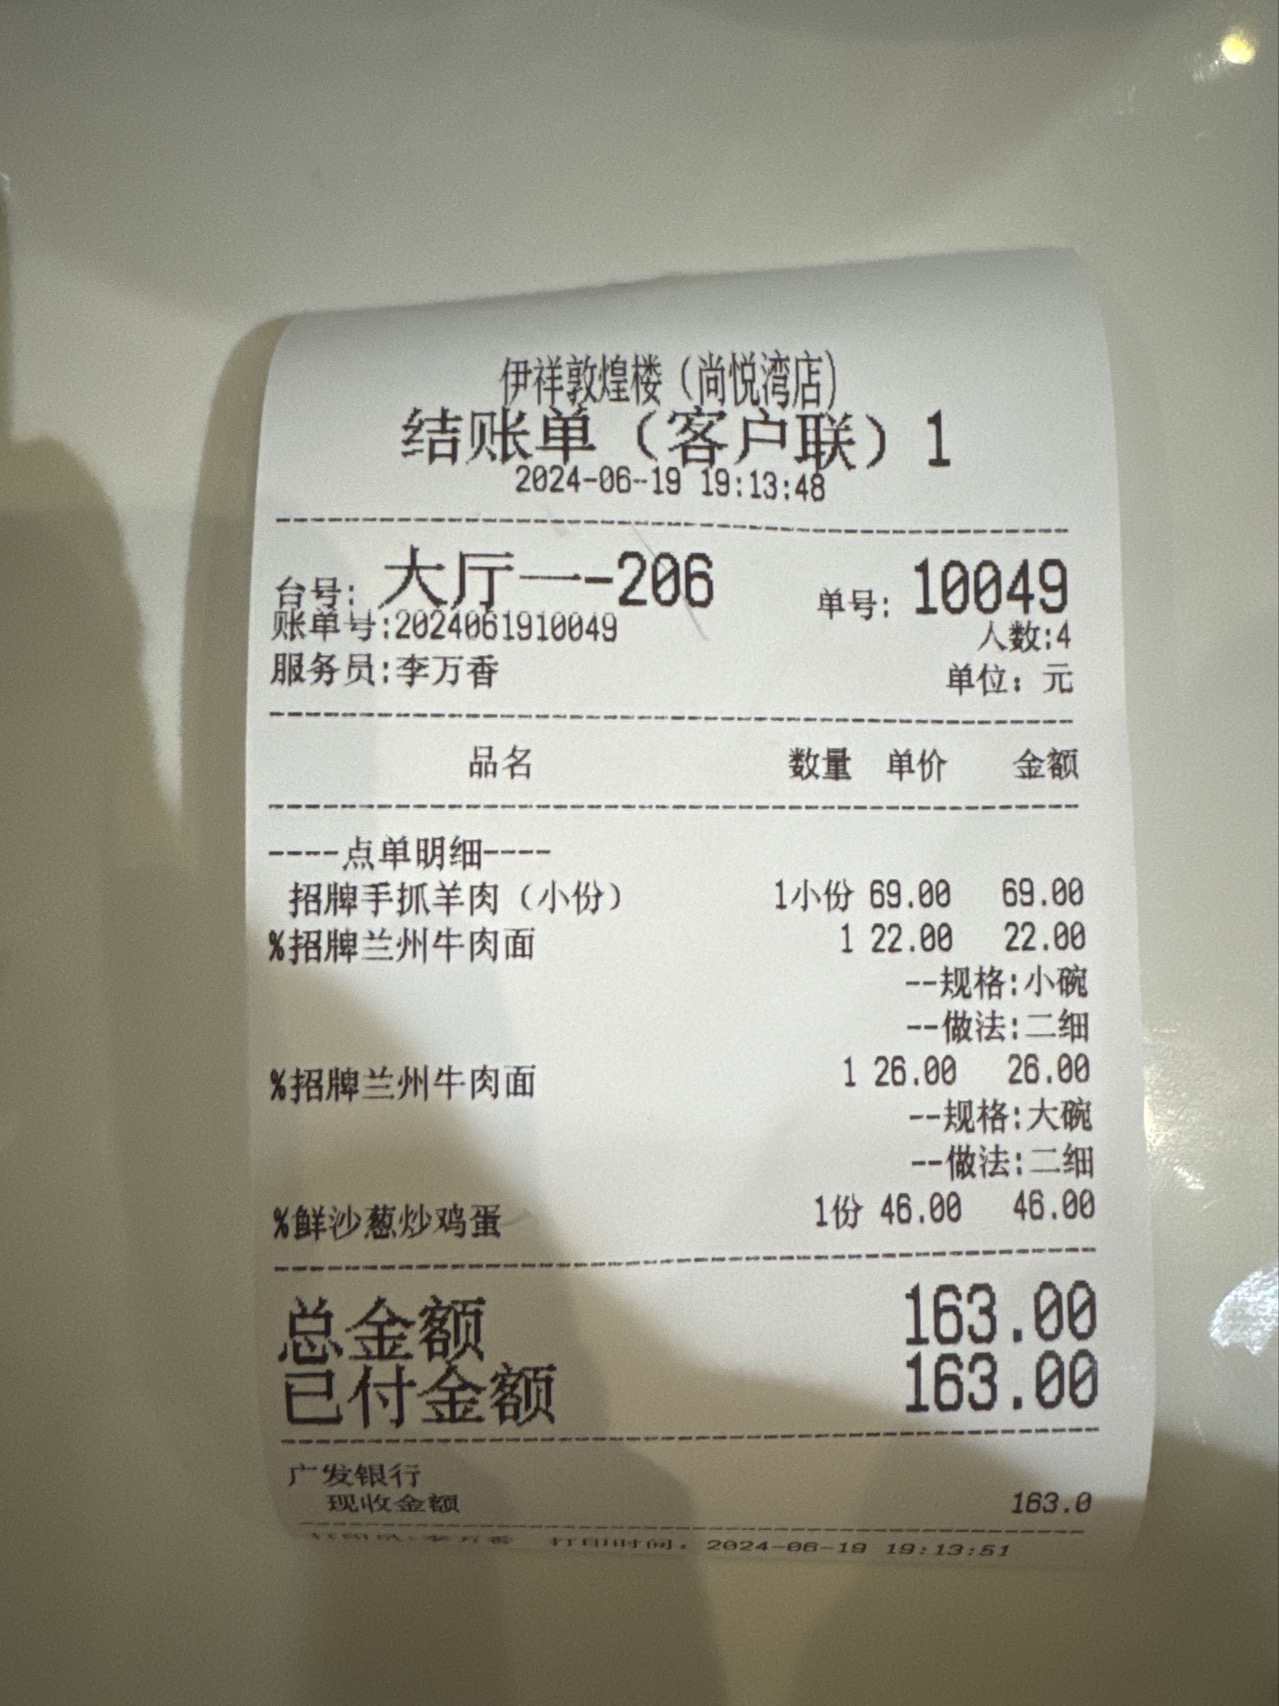 伊祥敦煌楼（尚悦湾店）
结账单（客户联）1
2024-06-19 19:13:48
台号: 大厅一-206 单号: 10049
账单号:2024061910049 人数:4
服务员:李万香 单位: 元
品名 数量 单价 金额
----点单明细----
招牌手抓羊肉（小份） 1小份 69.00 69.00
%招牌兰州牛肉面 1 22.00 22.00
--规格:小碗
--做法:二细
%招牌兰州牛肉面 1 26.00 26.00
--规格:大碗
--做法:二细
%鲜沙葱炒鸡蛋 1份 46.00 46.00
总金额 163.00
已付金额 163.00
广发银行
现收金额 163.0
打印员:李万香 打印时间: 2024-06-19 19:13:51